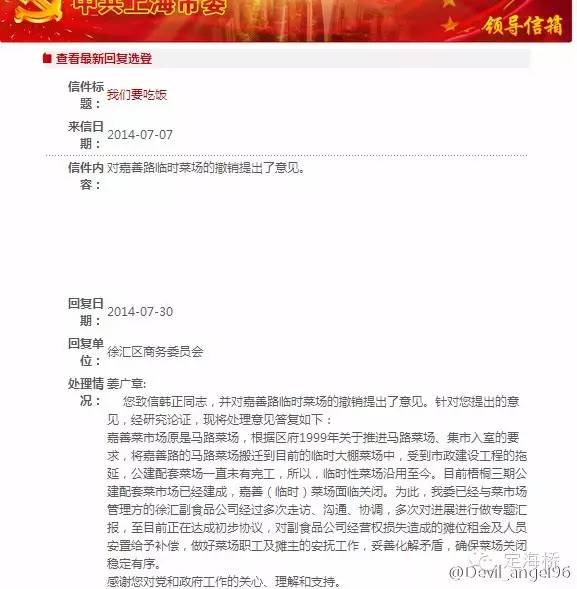 中共上海市委
领导信箱
查看最新回复选登
信件标题: 我们要吃饭
来信日期: 2014-07-07
信件内容: 对嘉善路临时菜场的撤销提出了意见。
回复日期: 2014-07-30
回复单位: 徐汇区商务委员会
处理情况: 姜广章:
您致信韩正同志，并对嘉善路临时菜场的撤销提出了意见。针对您提出的意
见，经研究论证，现将处理意见答复如下：
嘉善菜市场原是马路菜场，根据区府1999年关于推进马路菜场、集市入室的要
求，将嘉善路的马路菜场搬迁到目前的临时大棚菜场中，受到市政建设工程的拖
延，公建配套菜场一直未有完工，所以，临时性菜场沿用至今。目前梧桐三期公
建配套菜市场已经建成，嘉善（临时）菜场面临关闭。为此，我委已经与菜市场
管理方的徐汇副食品公司经过多次走访、沟通、协调，多次对进展进行做专题汇
报，至目前正在达成初步协议，对副食品公司经营权损失造成的摊位租金及人员
安置给予补偿，做好菜场职工及摊主的安抚工作，妥善化解矛盾，确保菜场关闭
稳定有序。
感谢您对党和政府工作的关心、理解和支持。
定海桥
@Devil_angel96